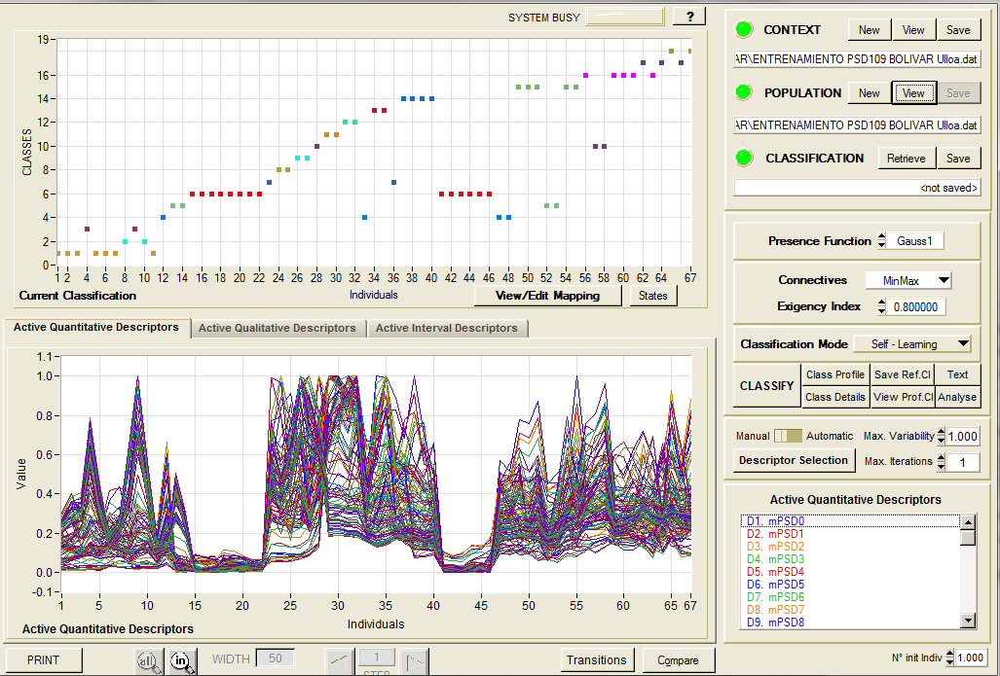 SYSTEM BUSY ?
19
16
14
12
10
8
6
4
2
0
CLASSES
1 2 4 6 8 10 12 14 16 18 20 22 24 26 28 30 32 34 36 38 40 42 44 46 48 50 52 54 56 58 60 62 64 67
Current Classification Individuals View/Edit Mapping States
Active Quantitative Descriptors Active Qualitative Descriptors Active Interval Descriptors
1.1
1.0
0.8
0.6
0.4
0.2
0.0
-0.1
Value
1 5 10 15 20 25 30 35 40 45 50 55 60 65 67
Individuals
Active Quantitative Descriptors
PRINT all in WIDTH 50 1 STEP Transitions Compare
CONTEXT New View Save
AR\ENTRENAMIENTO PSD109 BOLIVAR Ulloa.dat
POPULATION New View Save
AR\ENTRENAMIENTO PSD109 BOLIVAR Ulloa.dat
CLASSIFICATION Retrieve Save
<not saved>
Presence Function Gauss1
Connectives MinMax
Exigency Index 0.800000
Classification Mode Self - Learning
CLASSIFY Class Profile Save Ref.Cl Text
Class Details View Prof.Cl Analyse
Manual Automatic Max. Variability 1.000
Descriptor Selection Max. Iterations 1
Active Quantitative Descriptors
D1. mPSD0
D2. mPSD1
D3. mPSD2
D4. mPSD3
D5. mPSD4
D6. mPSD5
D7. mPSD6
D8. mPSD7
D9. mPSD8
N° init Indiv 1.000